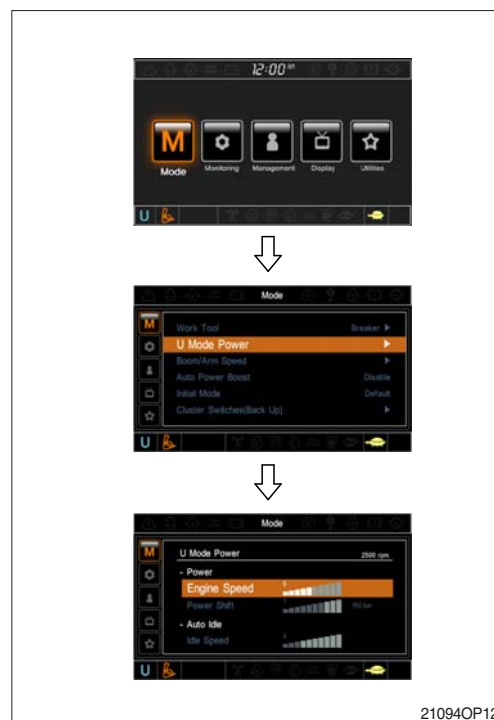 12:00 AM
M
Mode Monitoring Management Display Utilities
U
Mode
M
Work Tool Breaker
U Mode Power
Boom/Arm Speed
Auto Power Boost Disable
Initial Mode Default
Cluster Switches(Back Up)
U
Mode
M
U Mode Power 2500 rpm
- Power
Engine Speed 5
Power Shift
- Auto Idle
Idle Speed
U
21094OP12